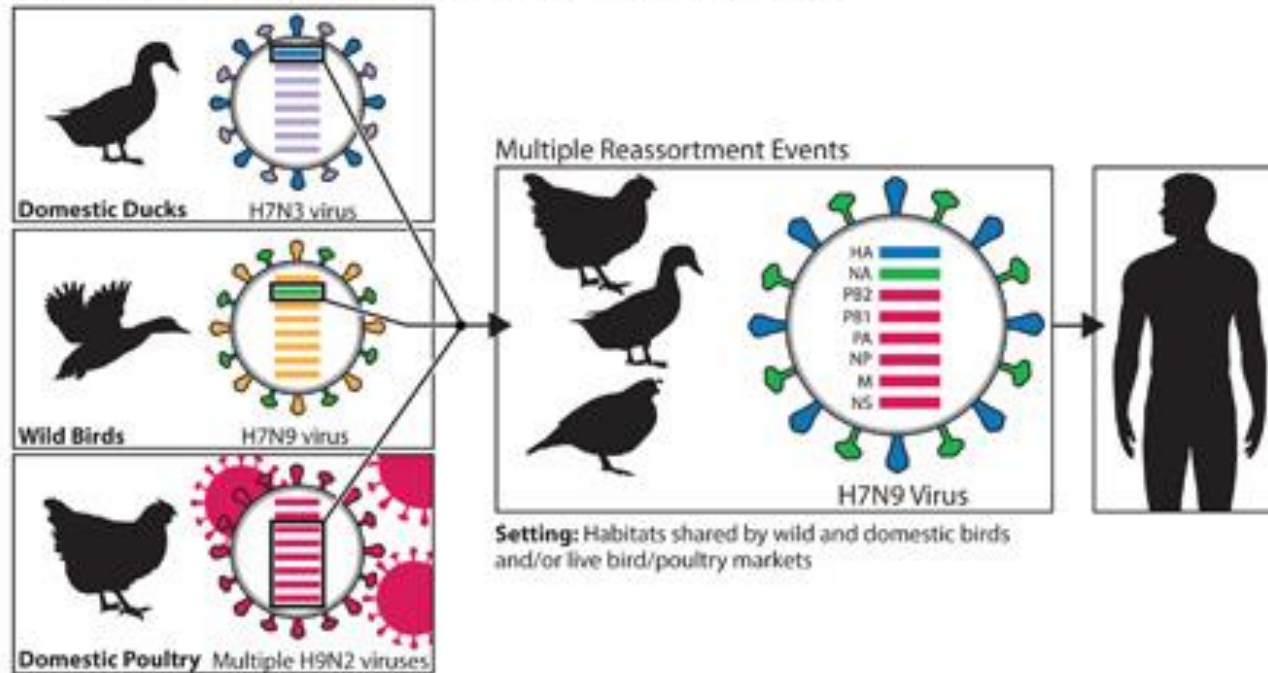 Domestic Ducks
H7N3 virus
Wild Birds
H7N9 virus
Domestic Poultry
Multiple H9N2 viruses
Multiple Reassortment Events
HA
NA
PB2
PB1
PA
NP
M
NS
H7N9 Virus
Setting: Habitats shared by wild and domestic birds
and/or live bird/poultry markets